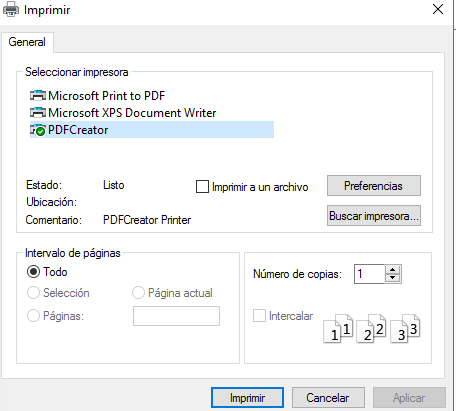 Imprimir
General
Seleccionar impresora
Microsoft Print to PDF
Microsoft XPS Document Writer
PDFCreator
Estado: Listo
Imprimir a un archivo
Preferencias
Ubicación:
Comentario: PDFCreator Printer
Buscar impresora...
Intervalo de páginas
Todo
Selección
Página actual
Páginas:
Número de copias: 1
Intercalar
1 1 2 2 3 3
Imprimir
Cancelar
Aplicar